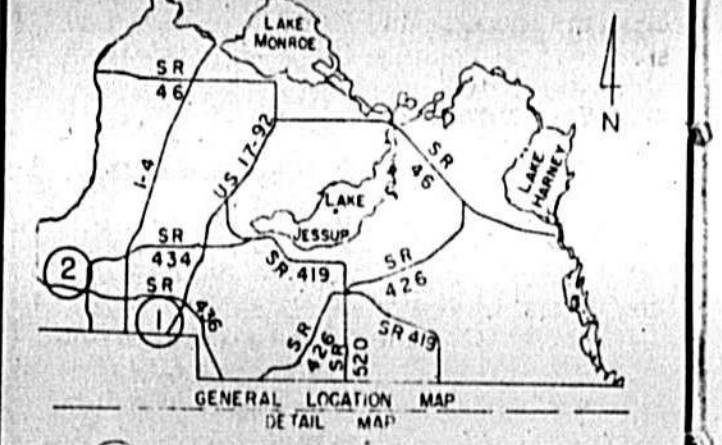 LAKE
MONROE
SR
46
N
I-4
US 17-92
SR
46
LAKE
HARNEY
LAKE
JESSUP
SR
434
SR 419
SR
426
2
SR
436
1
SR
426
SR
520
SR 419
GENERAL LOCATION MAP
DETAIL MAP